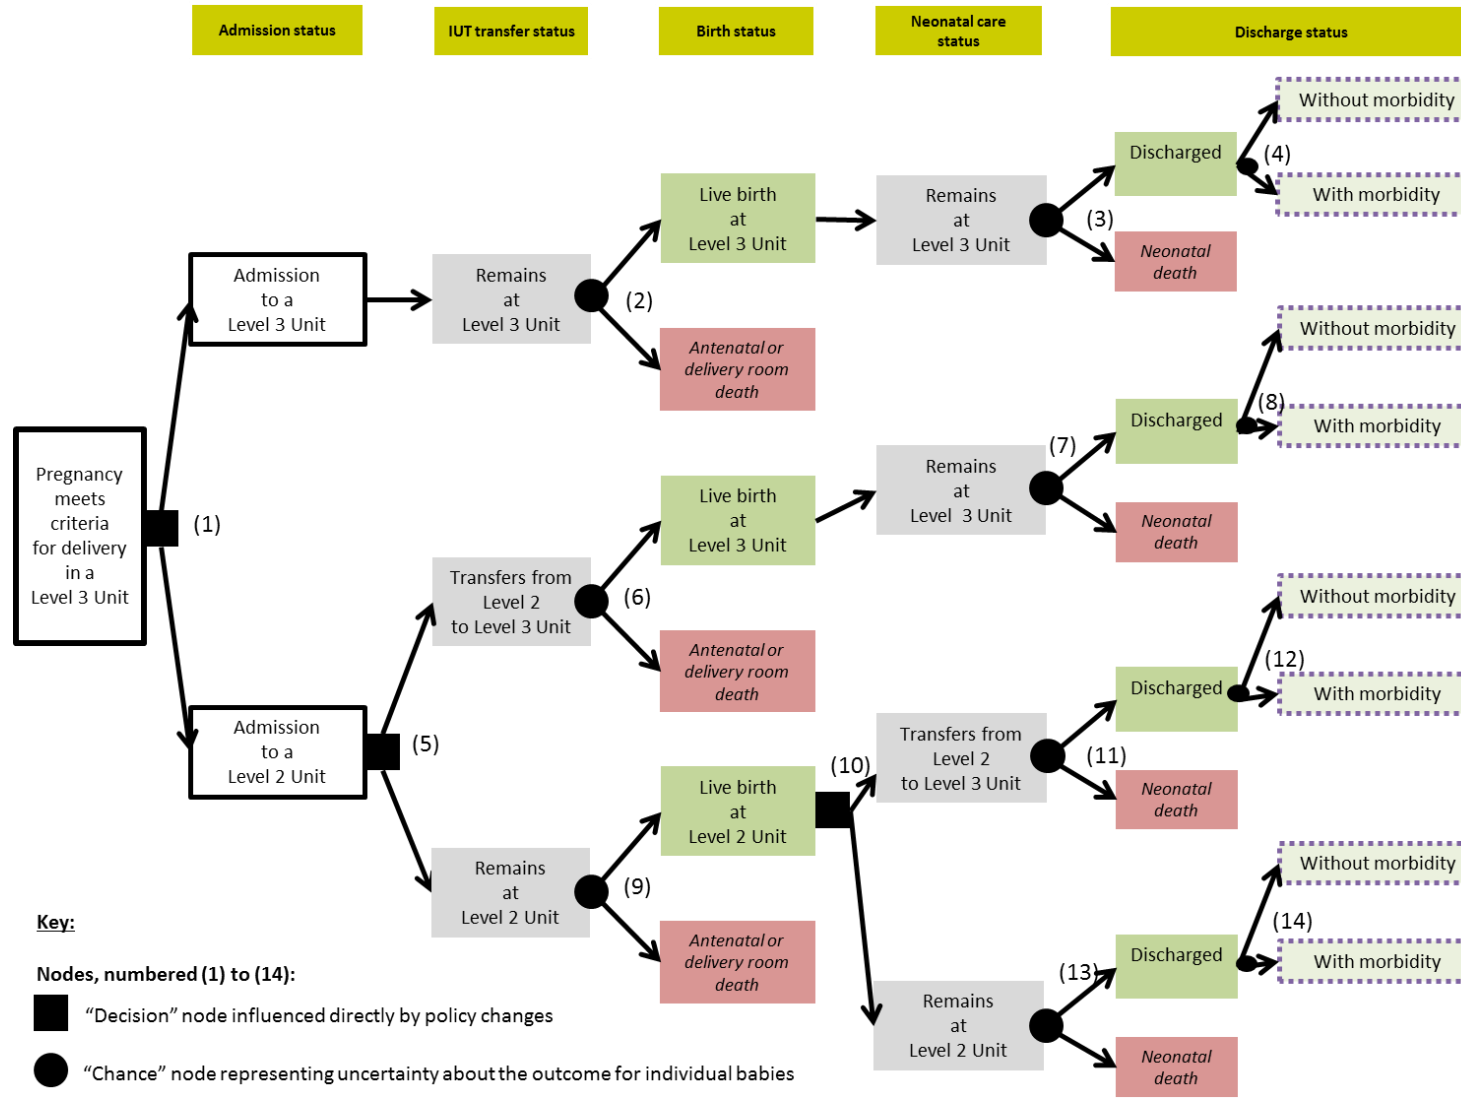 Admission status
IUT transfer status
Birth status
Neonatal care
status
Discharge status
Pregnancy
meets
criteria
for delivery
in a
Level 3 Unit
(1)
Admission
to a
Level 3 Unit
Remains
at
Level 3 Unit
(2)
Live birth
at
Level 3 Unit
Antenatal or
delivery room
death
Remains
at
Level 3 Unit
(3)
Discharged
Neonatal
death
(4)
Without morbidity
With morbidity
Admission
to a
Level 2 Unit
(5)
Transfers from
Level 2
to Level 3 Unit
(6)
Live birth
at
Level 3 Unit
Antenatal or
delivery room
death
Remains
at
Level 3 Unit
(7)
Discharged
Neonatal
death
(8)
Without morbidity
With morbidity
Remains
at
Level 2 Unit
(9)
Live birth
at
Level 2 Unit
Antenatal or
delivery room
death
(10)
Transfers from
Level 2
to Level 3 Unit
(11)
Discharged
Neonatal
death
(12)
Without morbidity
With morbidity
Remains
at
Level 2 Unit
(13)
Discharged
Neonatal
death
(14)
Without morbidity
With morbidity
Key:
Nodes, numbered (1) to (14):
“Decision” node influenced directly by policy changes
“Chance” node representing uncertainty about the outcome for individual babies